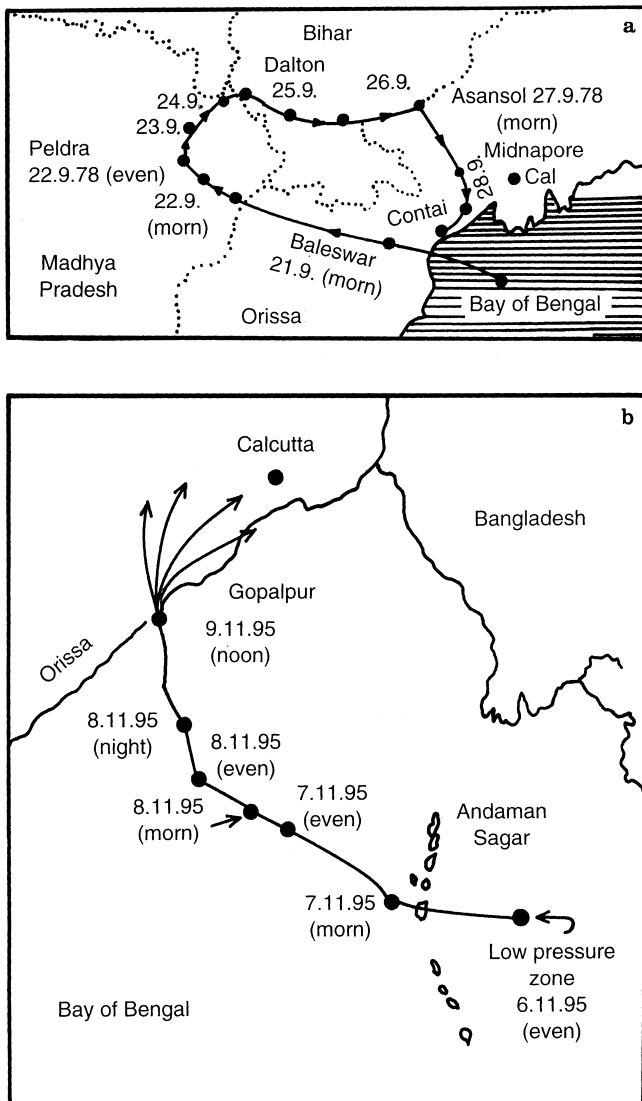 a
Bihar
Dalton
25.9.
26.9.
24.9.
23.9.
Asansol 27.9.78
(morn)
Midnapore
Cal
28.9.
Peldra
22.9.78 (even)
22.9.
(morn)
Contai
Baleswar
21.9. (morn)
Madhya
Pradesh
Orissa
Bay of Bengal
b
Calcutta
Bangladesh
Gopalpur
9.11.95
(noon)
Orissa
8.11.95
(night)
8.11.95
(even)
8.11.95
(morn)
7.11.95
(even)
Andaman
Sagar
7.11.95
(morn)
Low pressure
zone
6.11.95
(even)
Bay of Bengal